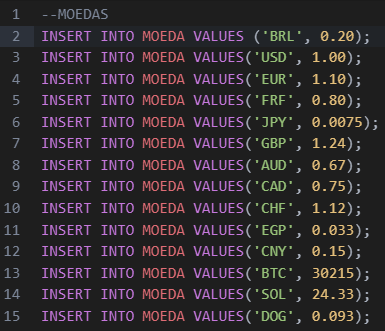 1 --MOEDAS
2 INSERT INTO MOEDA VALUES ('BRL', 0.20);
3 INSERT INTO MOEDA VALUES('USD', 1.00);
4 INSERT INTO MOEDA VALUES('EUR', 1.10);
5 INSERT INTO MOEDA VALUES('FRF', 0.80);
6 INSERT INTO MOEDA VALUES('JPY', 0.0075);
7 INSERT INTO MOEDA VALUES('GBP', 1.24);
8 INSERT INTO MOEDA VALUES('AUD', 0.67);
9 INSERT INTO MOEDA VALUES('CAD', 0.75);
10 INSERT INTO MOEDA VALUES('CHF', 1.12);
11 INSERT INTO MOEDA VALUES('EGP', 0.033);
12 INSERT INTO MOEDA VALUES('CNY', 0.15);
13 INSERT INTO MOEDA VALUES('BTC', 30215);
14 INSERT INTO MOEDA VALUES('SOL', 24.33);
15 INSERT INTO MOEDA VALUES('DOG', 0.093);